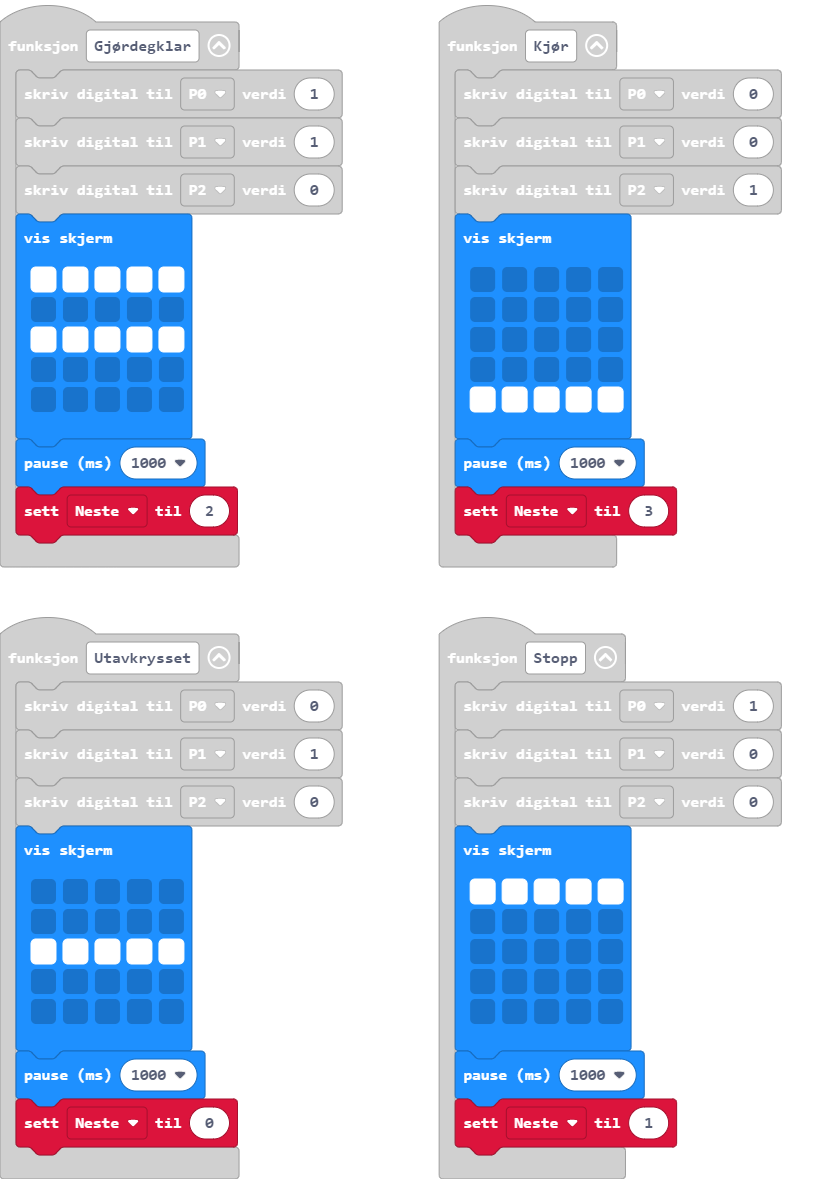 funksjon Gjørdegklar
skriv digital til P0 verdi 1
skriv digital til P1 verdi 1
skriv digital til P2 verdi 0
vis skjerm
pause (ms) 1000
sett Neste til 2
funksjon Kjør
skriv digital til P0 verdi 0
skriv digital til P1 verdi 0
skriv digital til P2 verdi 1
vis skjerm
pause (ms) 1000
sett Neste til 3
funksjon Utavkrysset
skriv digital til P0 verdi 0
skriv digital til P1 verdi 1
skriv digital til P2 verdi 0
vis skjerm
pause (ms) 1000
sett Neste til 0
funksjon Stopp
skriv digital til P0 verdi 1
skriv digital til P1 verdi 0
skriv digital til P2 verdi 0
vis skjerm
pause (ms) 1000
sett Neste til 1